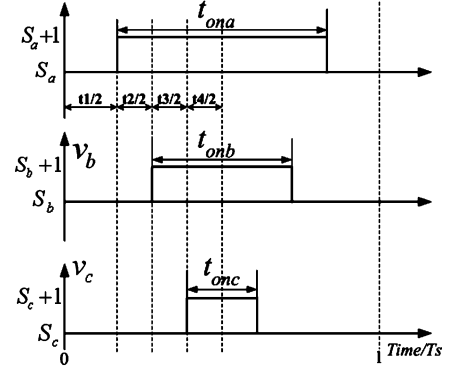 t_ona
S_a+1
S_a
t1/2 t2/2 t3/2 t4/2
v_b
t_onb
S_b +1
S_b
v_c
t_onc
S_c +1
S_c
0 1 Time/Ts